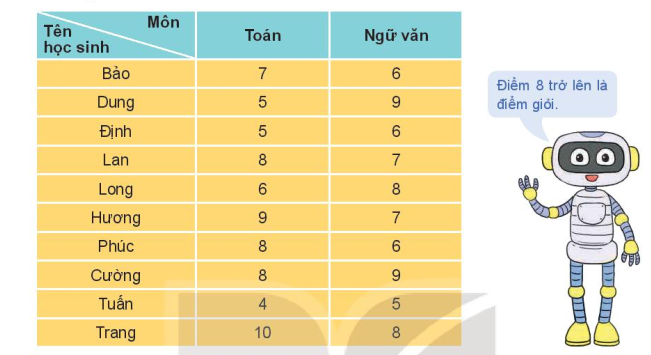 Môn
Tên
học sinh
Toán
Ngữ văn
Bảo 7 6
Dung 5 9
Định 5 6
Lan 8 7
Long 6 8
Hương 9 7
Phúc 8 6
Cường 8 9
Tuấn 4 5
Trang 10 8
Điểm 8 trở lên là
điểm giỏi.